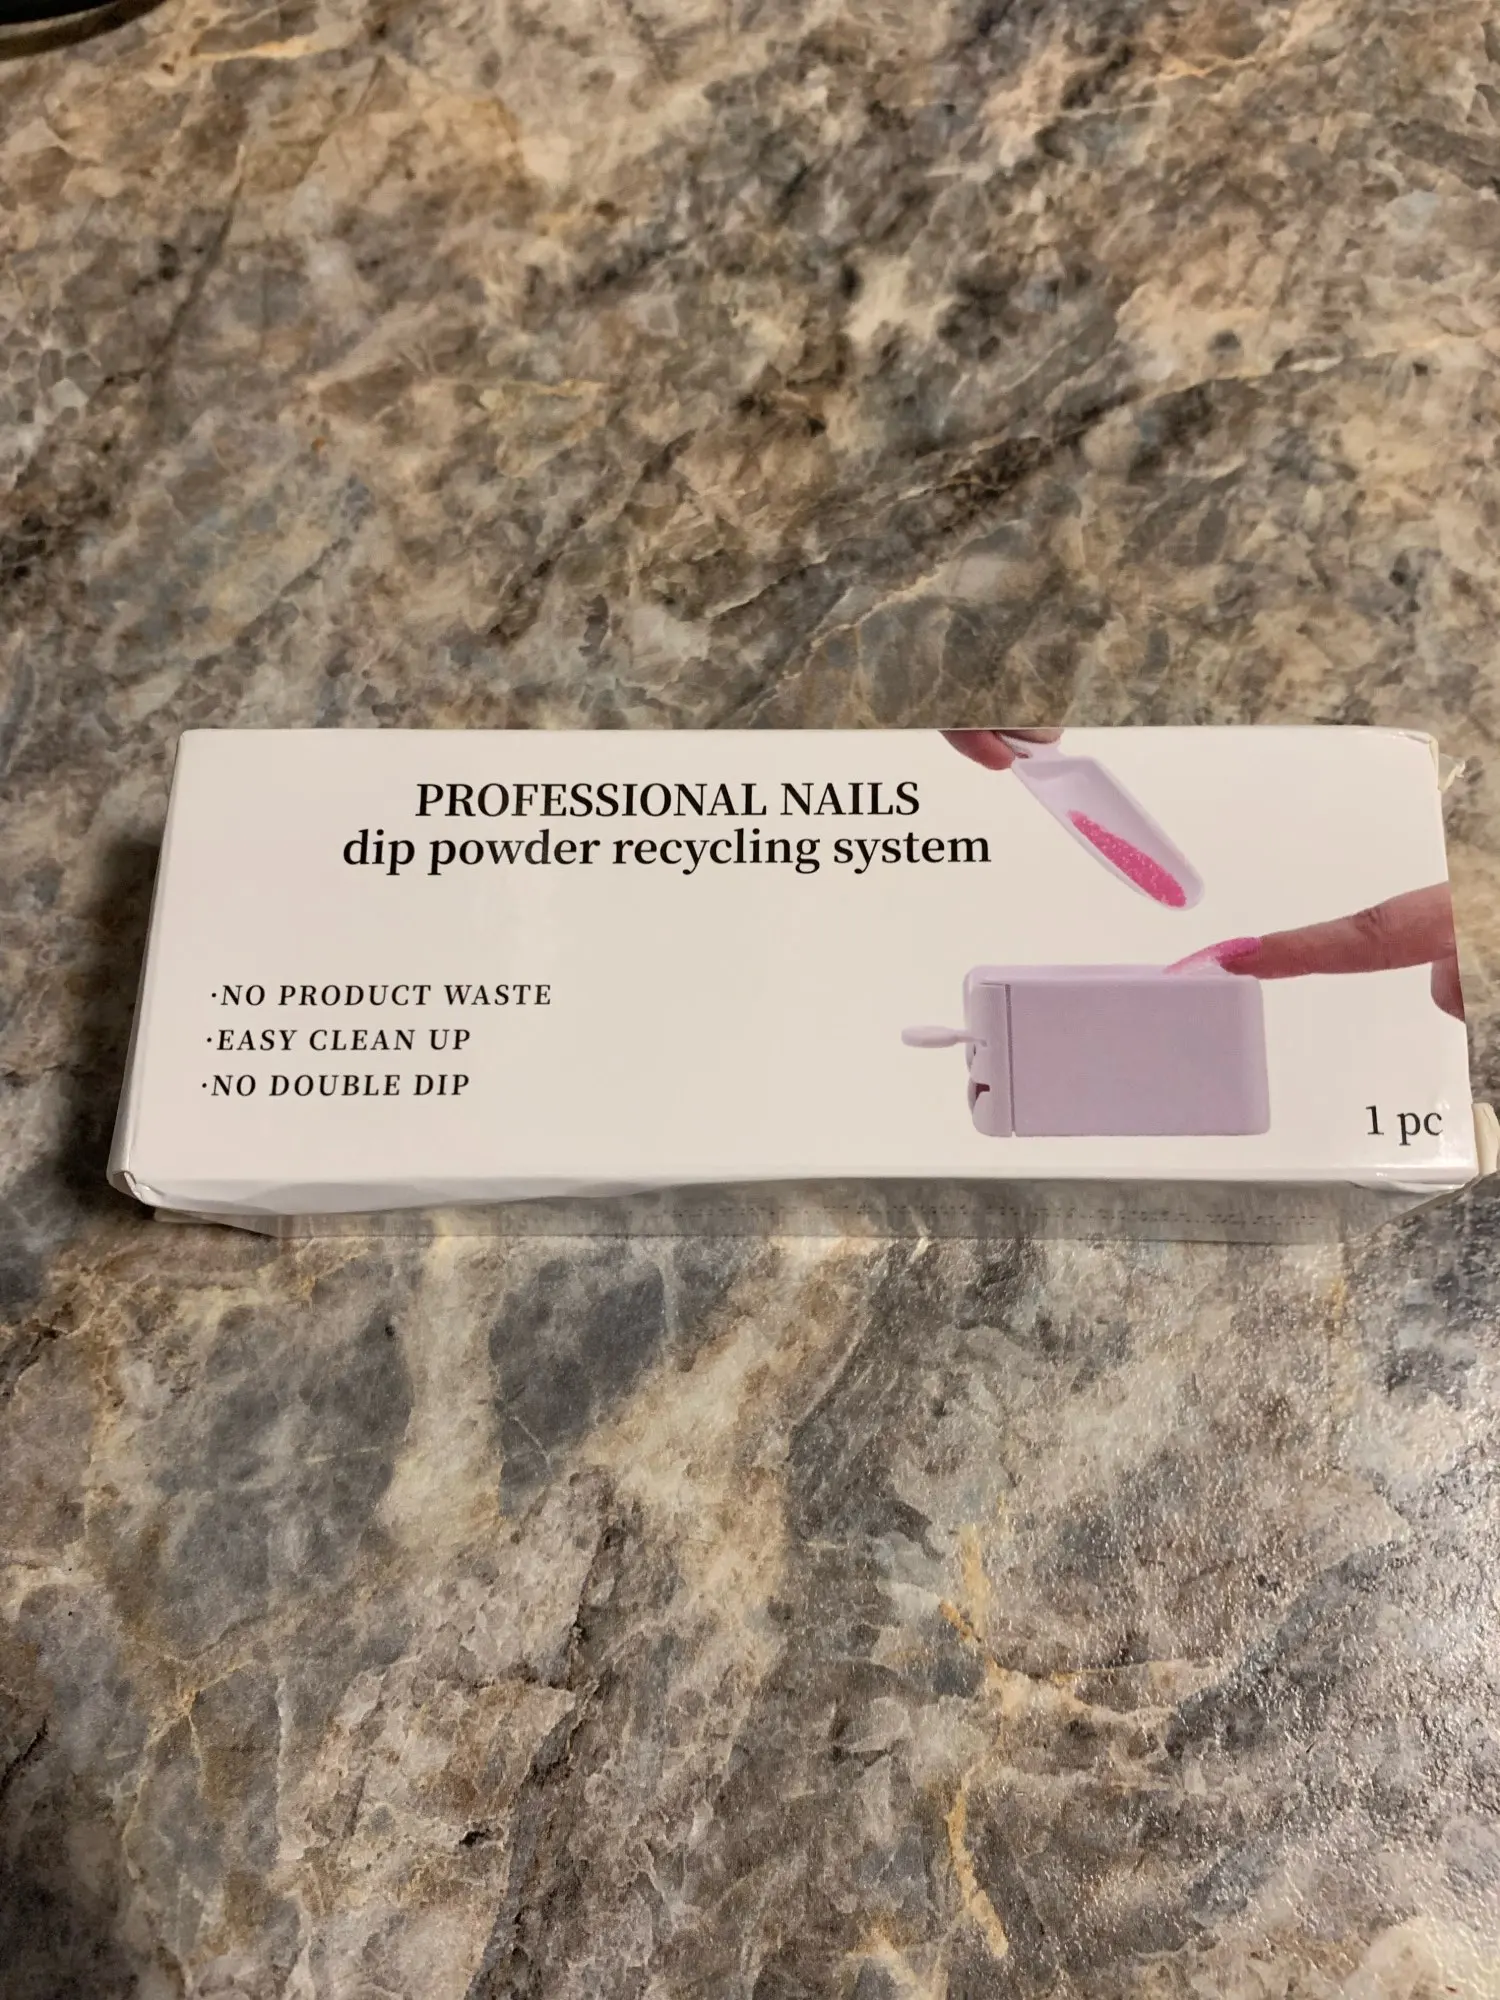 PROFESSIONAL NAILS
dip powder recycling system
·NO PRODUCT WASTE
·EASY CLEAN UP
·NO DOUBLE DIP
1 pc